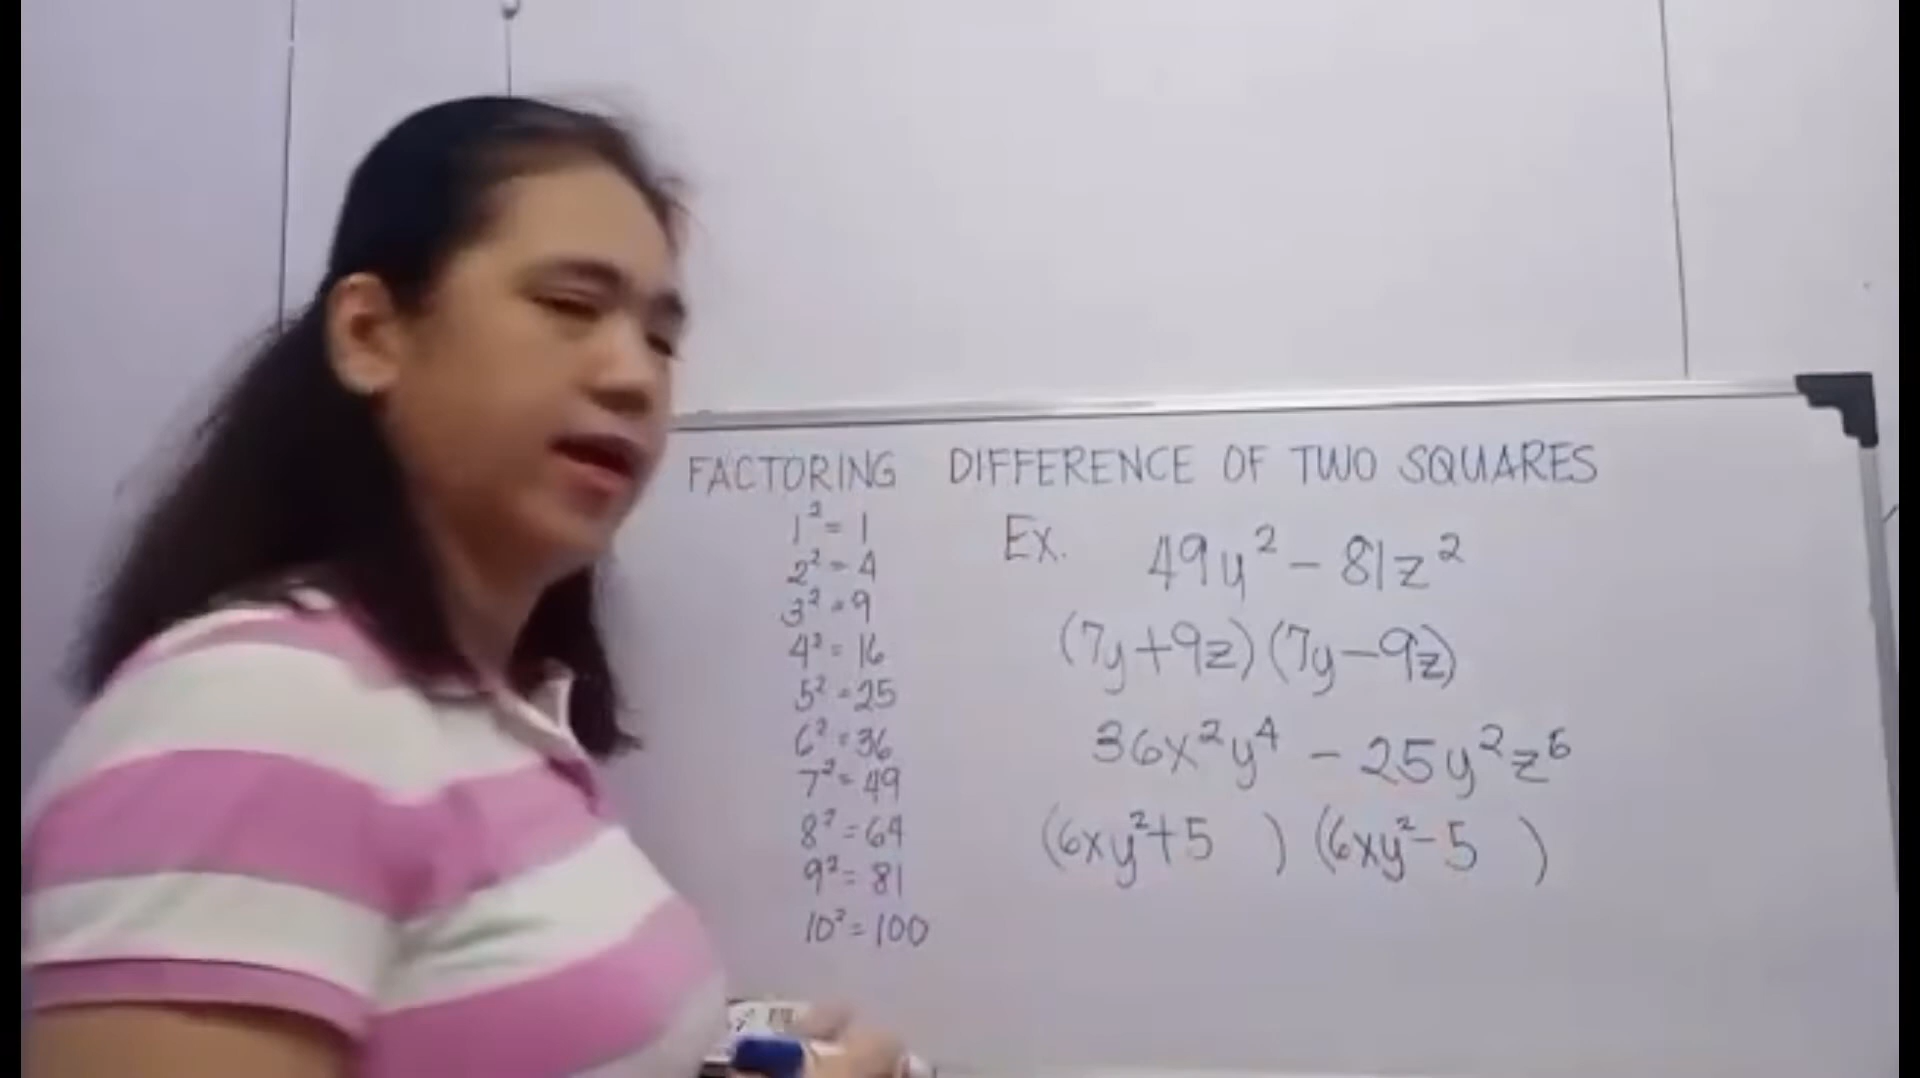 FACTORING DIFFERENCE OF TWO SQUARES
1² = 1
2² = 4
3² = 9
4² = 16
5² = 25
6² = 36
7² = 49
8² = 64
9² = 81
10² = 100
Ex. 49y² - 81z²
(7y+9z)(7y-9z)
36x²y⁴ - 25y²z⁶
(6xy²+5 ) (6xy²-5 )